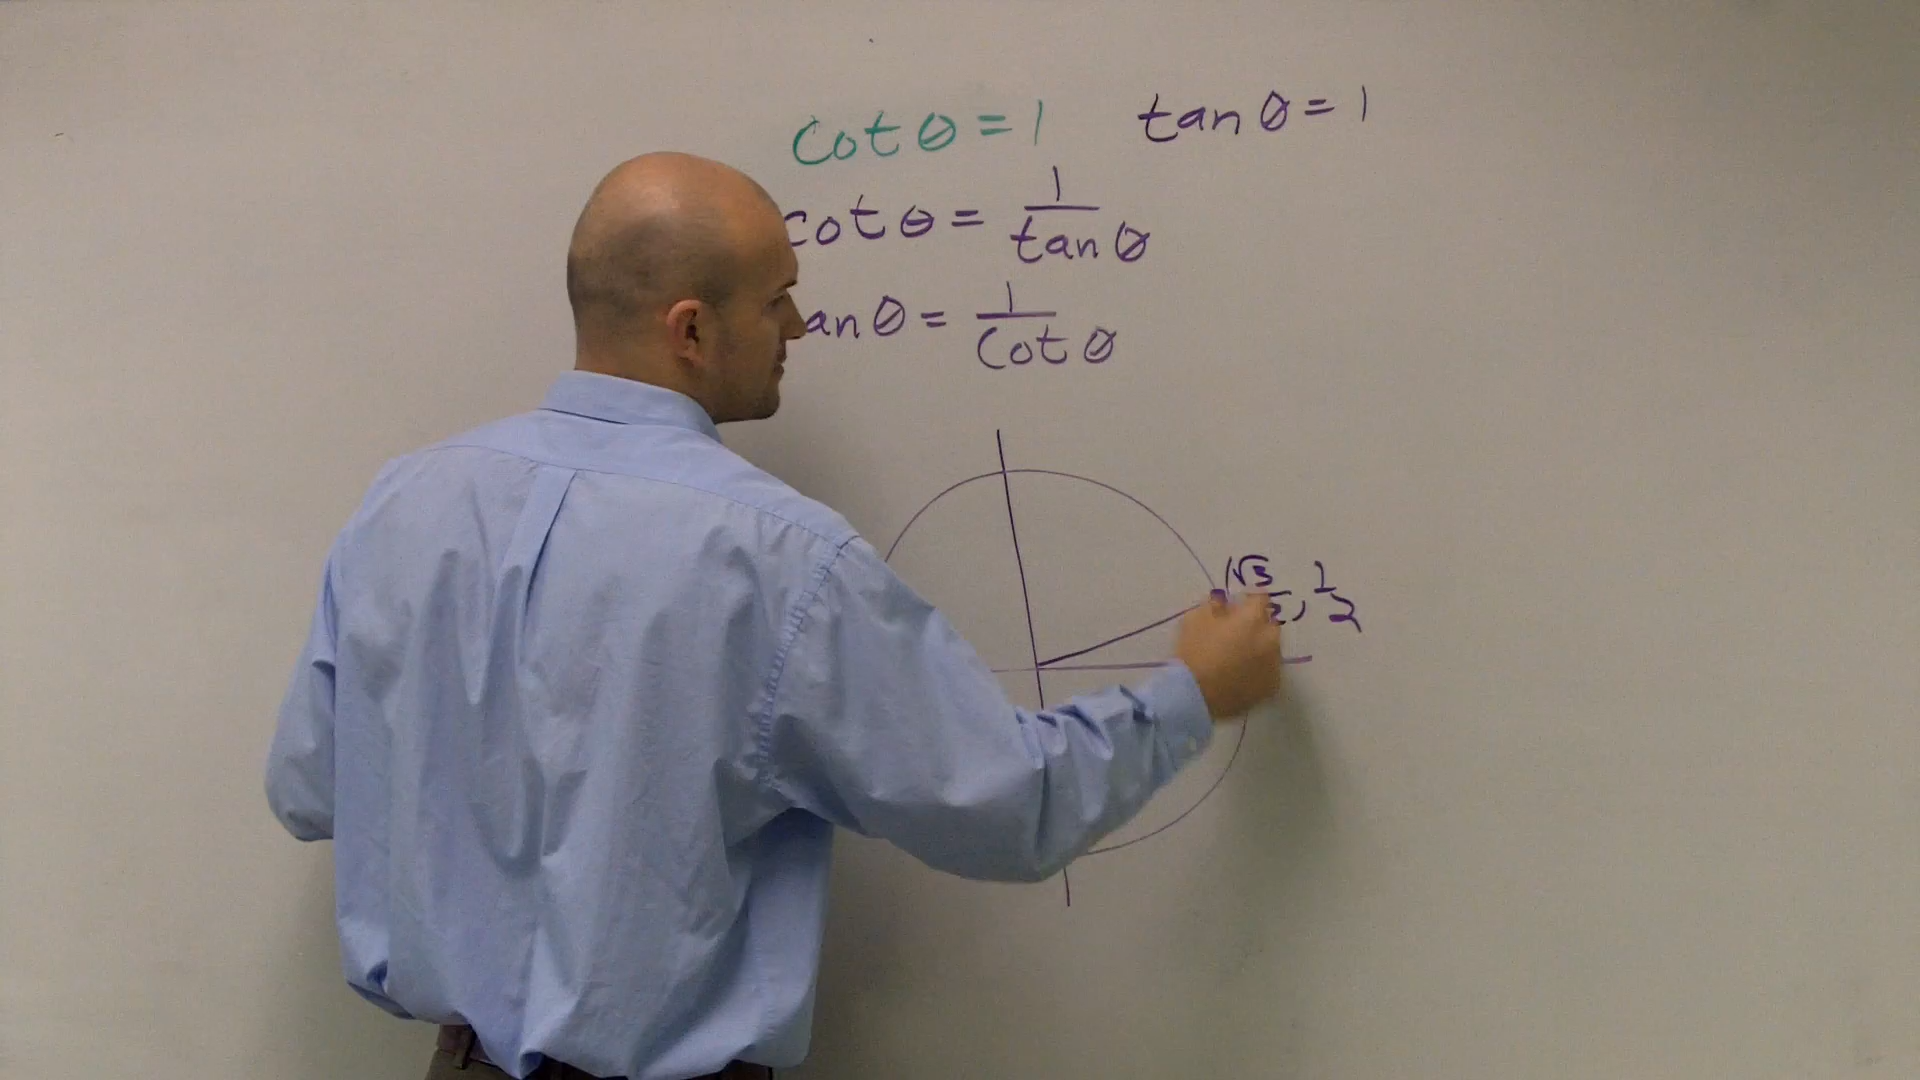 cot θ = 1 tan θ = 1
cot θ = 1/tan θ
an θ = 1/cot θ
(√3/2, 1/2